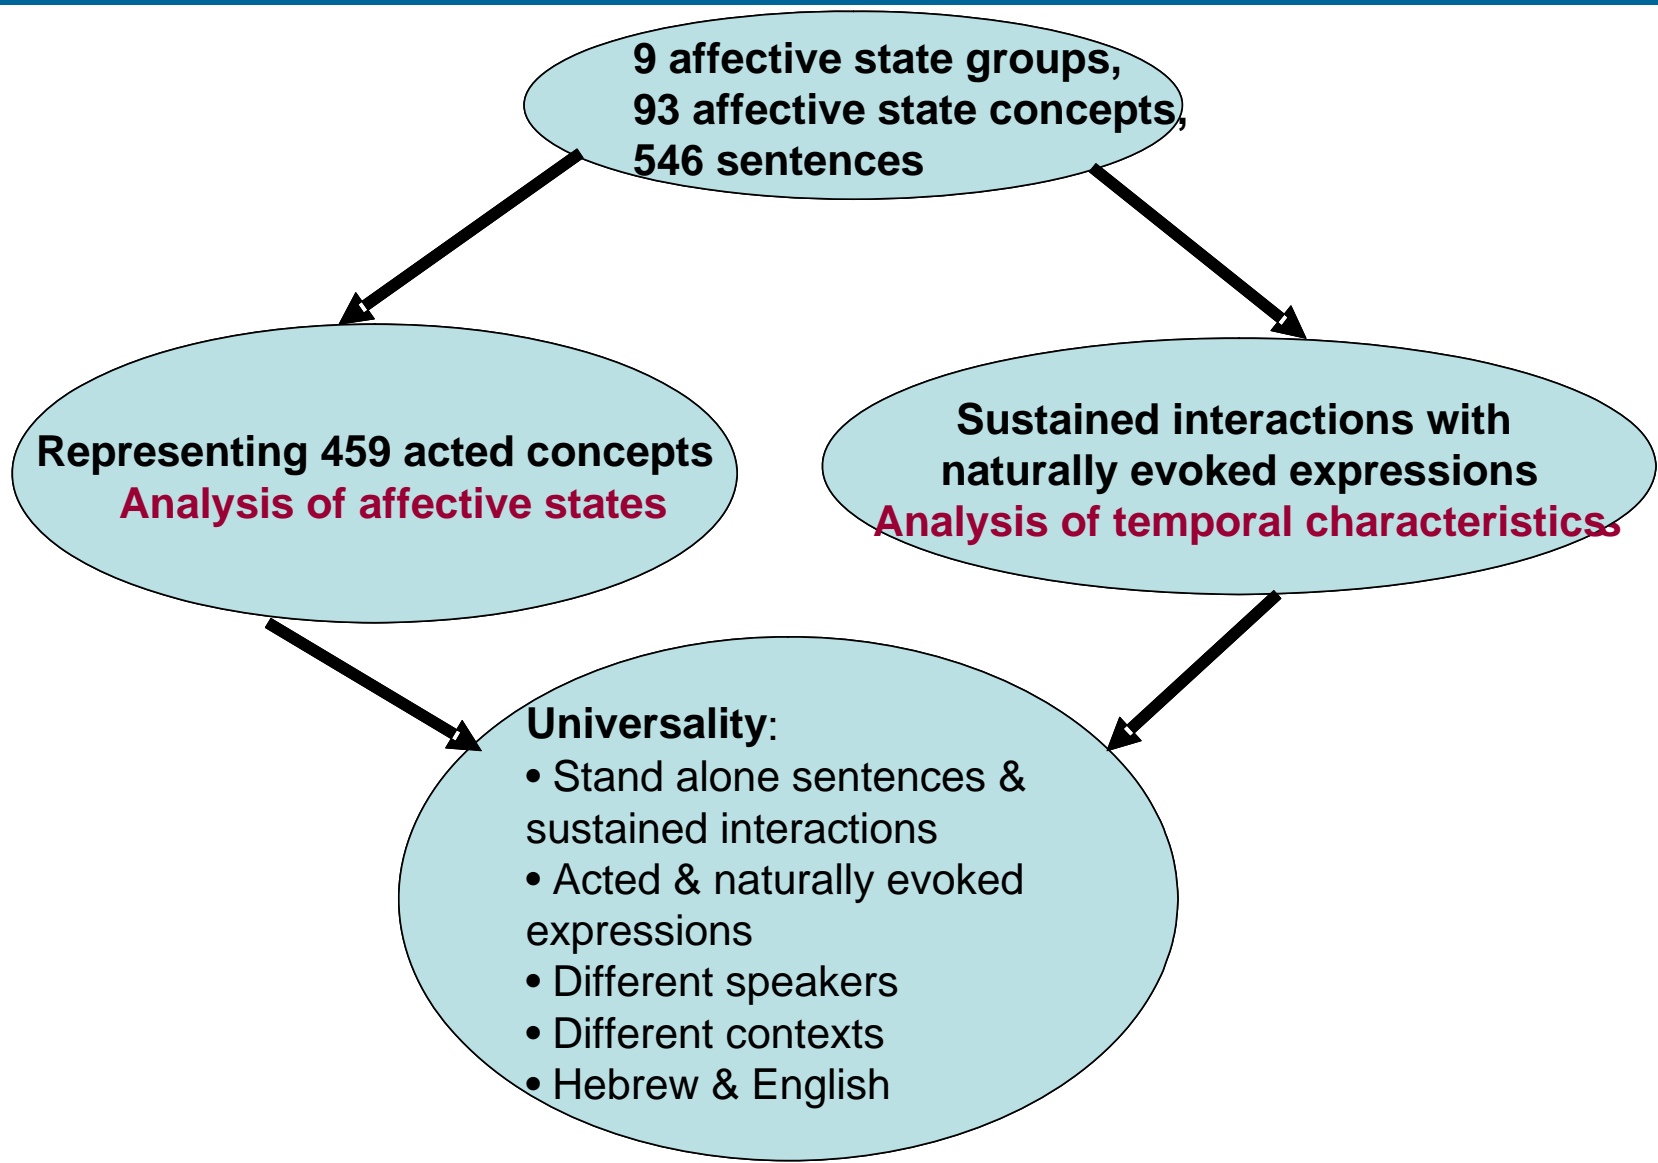 9 affective state groups,
93 affective state concepts,
546 sentences
Representing 459 acted concepts
Analysis of affective states
Sustained interactions with
naturally evoked expressions
Analysis of temporal characteristics
Universality:
• Stand alone sentences &
sustained interactions
• Acted & naturally evoked
expressions
• Different speakers
• Different contexts
• Hebrew & English